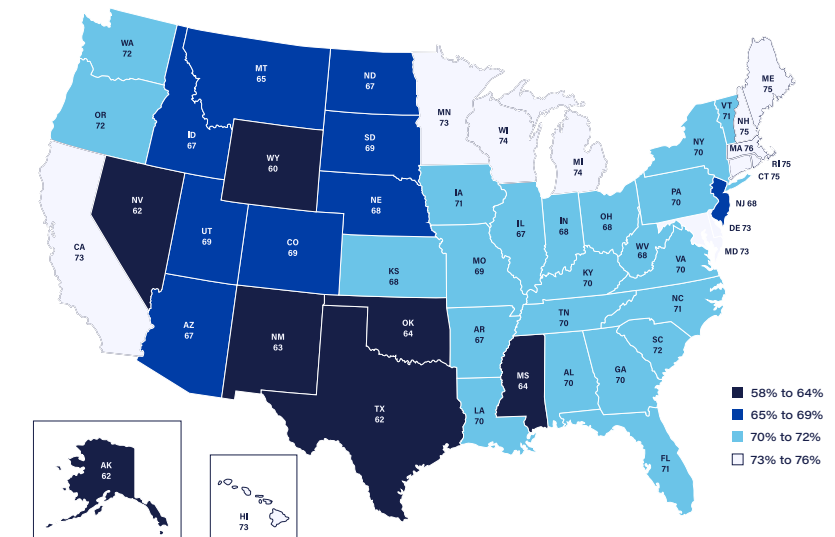 WA
72
OR
72
CA
73
NV
62
ID
67
MT
65
WY
60
UT
69
CO
69
AZ
67
NM
63
ND
67
SD
69
NE
68
KS
68
OK
64
TX
62
MN
73
IA
71
MO
69
AR
67
LA
70
WI
74
IL
67
MI
74
IN
68
OH
68
KY
70
TN
70
MS
64
AL
70
GA
70
FL
71
SC
72
NC
71
VA
70
WV
68
PA
70
NY
70
VT
71
NH
75
ME
75
MA 76
RI 75
CT 75
NJ 68
DE 73
MD 73
AK
62
HI
73
58% to 64%
65% to 69%
70% to 72%
73% to 76%